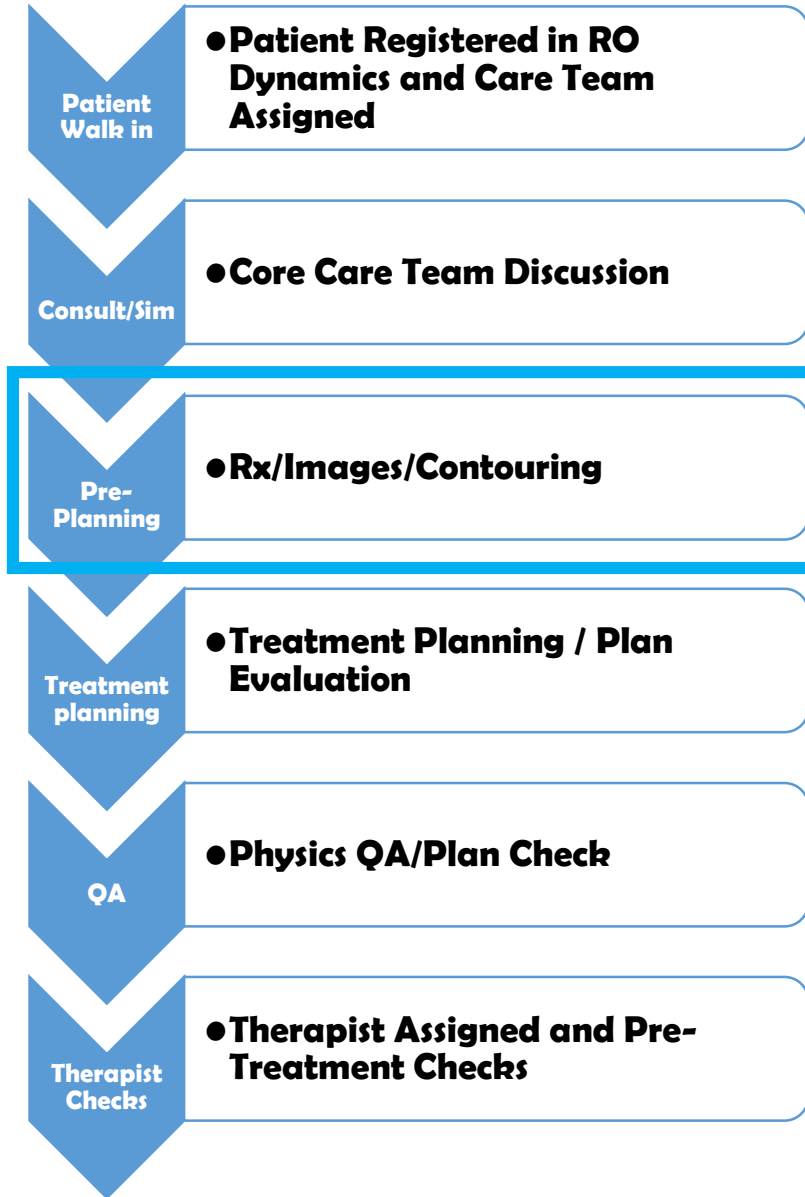 Patient
Walk in
●Patient Registered in RO
Dynamics and Care Team
Assigned
Consult/Sim
●Core Care Team Discussion
Pre-
Planning
●Rx/Images/Contouring
Treatment
planning
●Treatment Planning / Plan
Evaluation
QA
●Physics QA/Plan Check
Therapist
Checks
●Therapist Assigned and Pre-
Treatment Checks